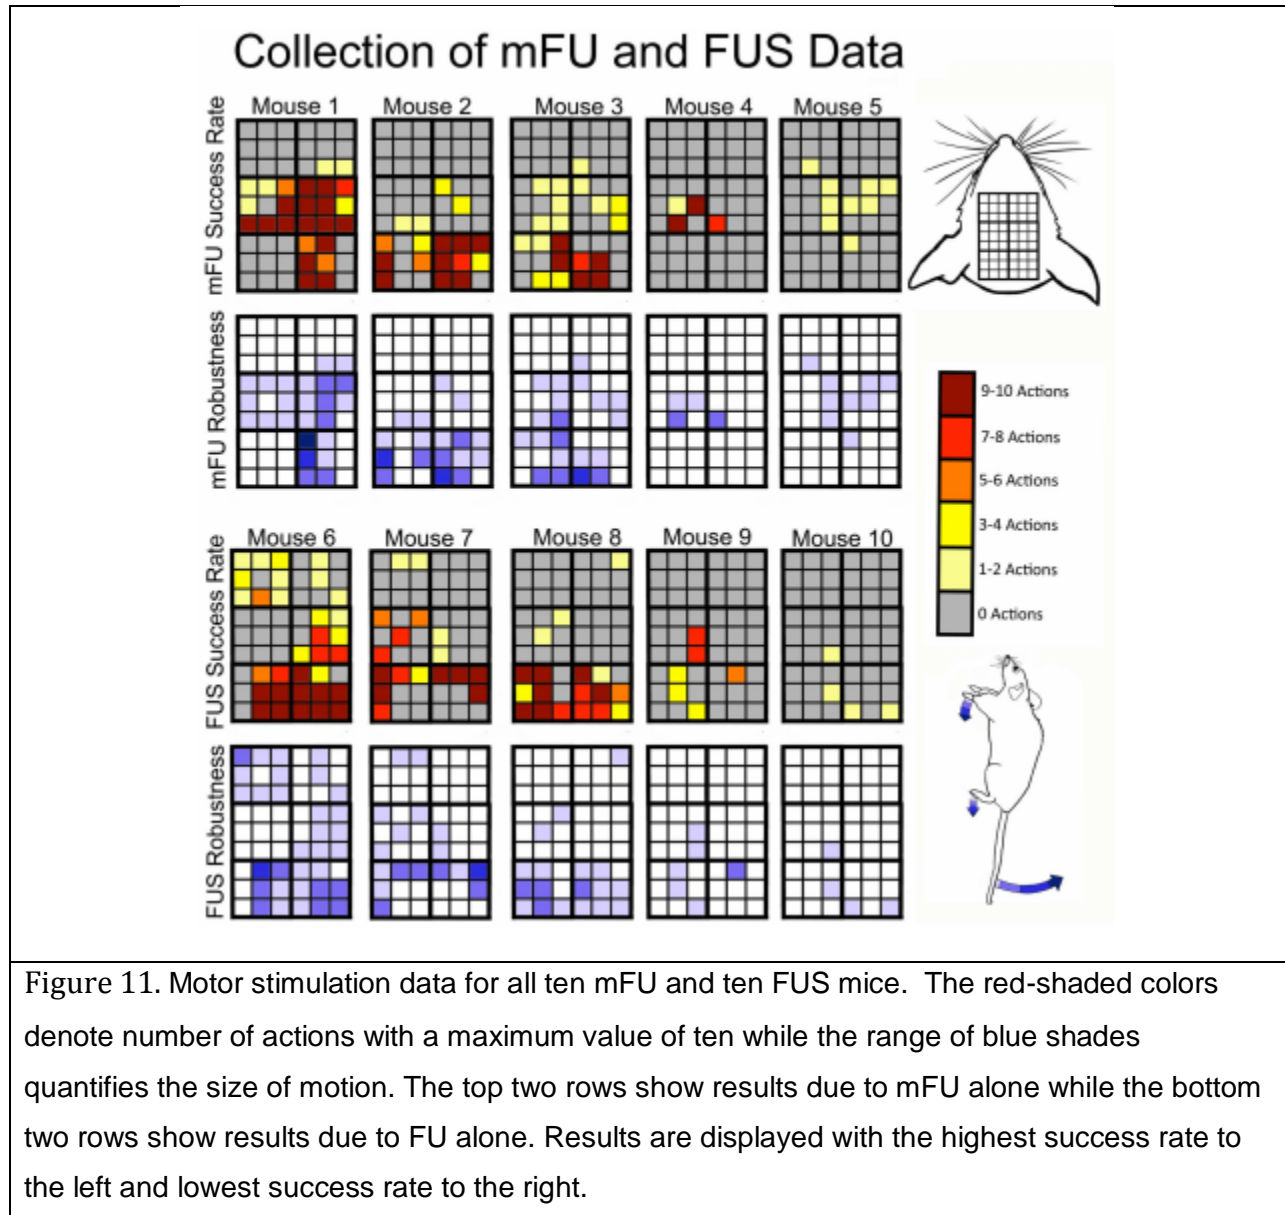 Collection of mFU and FUS Data
Mouse 1 Mouse 2 Mouse 3 Mouse 4 Mouse 5
mFU Success Rate
mFU Robustness
9-10 Actions
7-8 Actions
5-6 Actions
3-4 Actions
1-2 Actions
0 Actions
Mouse 6 Mouse 7 Mouse 8 Mouse 9 Mouse 10
FUS Success Rate
FUS Robustness
Figure 11. Motor stimulation data for all ten mFU and ten FUS mice. The red-shaded colors
denote number of actions with a maximum value of ten while the range of blue shades
quantifies the size of motion. The top two rows show results due to mFU alone while the bottom
two rows show results due to FU alone. Results are displayed with the highest success rate to
the left and lowest success rate to the right.